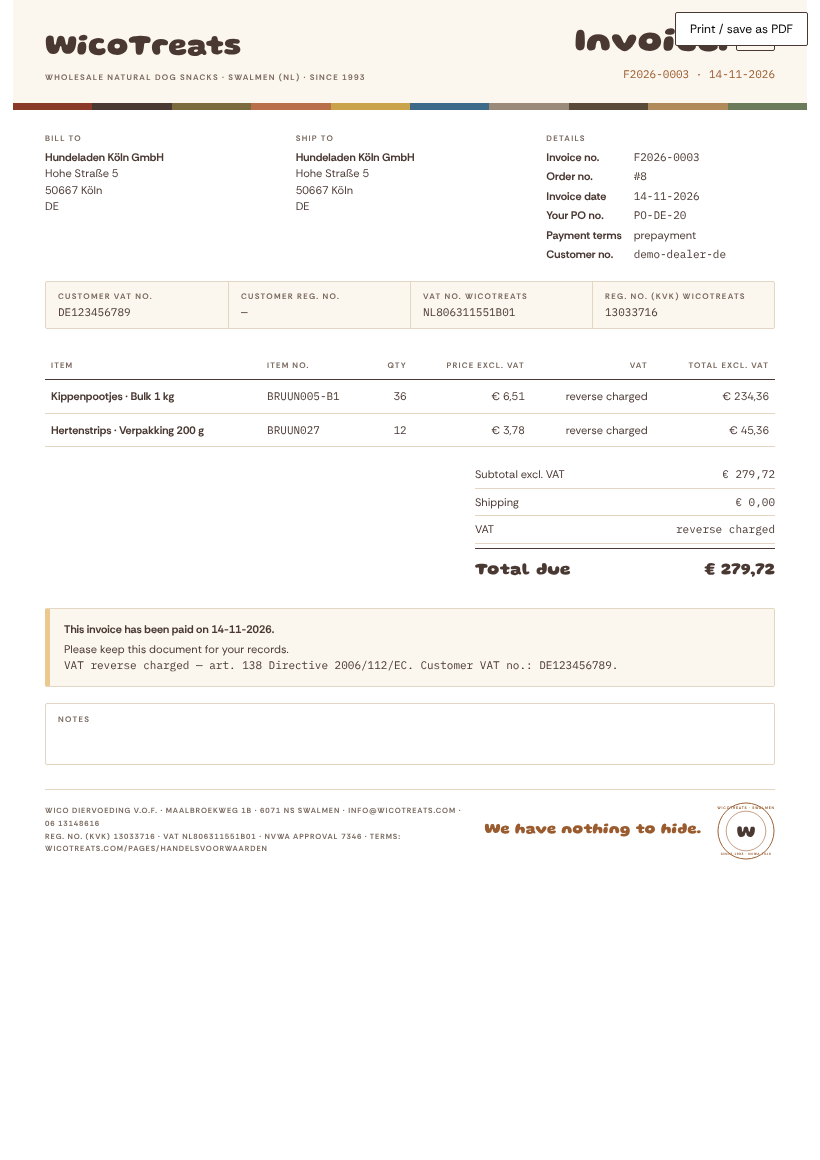 WicoTreats
Print / save as PDF
WHOLESALE NATURAL DOG SNACKS · SWALMEN (NL) · SINCE 1993
F2026-0003 · 14-11-2026
BILL TO
Hundeladen Köln GmbH
Hohe Straße 5
50667 Köln
DE
SHIP TO
Hundeladen Köln GmbH
Hohe Straße 5
50667 Köln
DE
DETAILS
Invoice no. F2026-0003
Order no. #8
Invoice date 14-11-2026
Your PO no. PO-DE-20
Payment terms prepayment
Customer no. demo-dealer-de
CUSTOMER VAT NO.
DE123456789
CUSTOMER REG. NO.
—
VAT NO. WICOTREATS
NL806311551B01
REG. NO. (KVK) WICOTREATS
13033716
ITEM ITEM NO. QTY PRICE EXCL. VAT VAT TOTAL EXCL. VAT
Kippenpootjes · Bulk 1 kg BRUUN005-B1 36 € 6,51 reverse charged € 234,36
Hertenstrips · Verpakking 200 g BRUUN027 12 € 3,78 reverse charged € 45,36
Subtotal excl. VAT € 279,72
Shipping € 0,00
VAT reverse charged
Total due € 279,72
This invoice has been paid on 14-11-2026.
Please keep this document for your records.
VAT reverse charged — art. 138 Directive 2006/112/EC. Customer VAT no.: DE123456789.
NOTES
WICO DIERVOEDING V.O.F. · MAALBROEKWEG 1B · 6071 NS SWALMEN · INFO@WICOTREATS.COM ·
06 13148616
REG. NO. (KVK) 13033716 · VAT NL806311551B01 · NVWA APPROVAL 7346 · TERMS:
WICOTREATS.COM/PAGES/HANDELSVOORWAARDEN
We have nothing to hide.
W